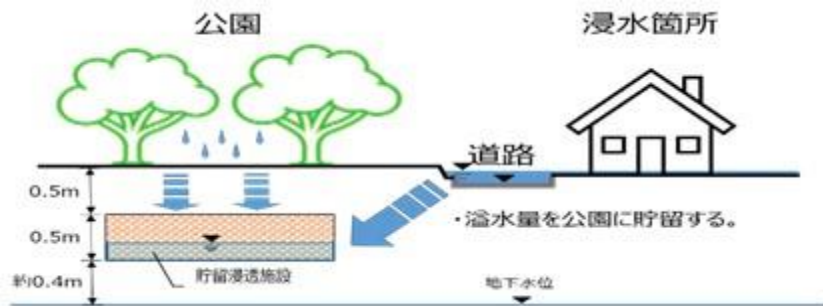 公園
浸水箇所
道路
0.5m
・溢水量を公園に貯留する。
0.5m
貯留浸透施設
約0.4m
地下水位